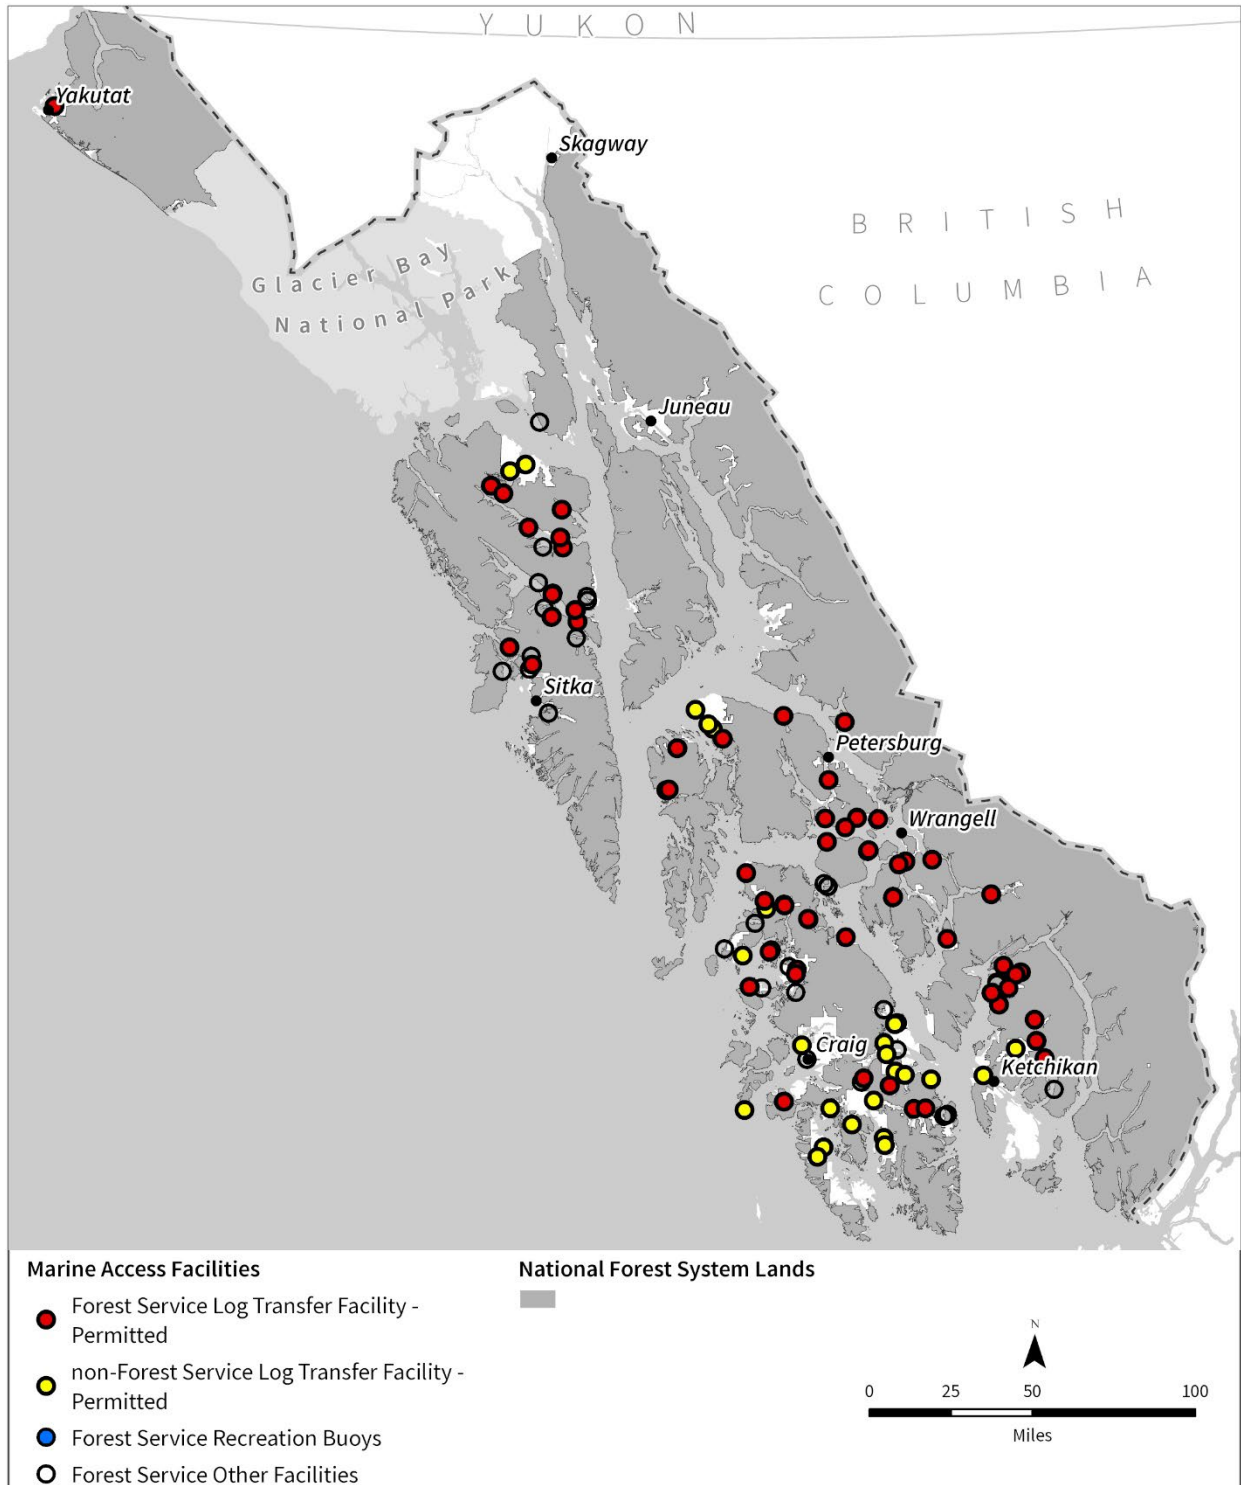 YUKON
Yakutat
Skagway
BRITISH
COLUMBIA
Glacier Bay
National Park
Juneau
Sitka
Petersburg
Wrangell
Craig
Ketchikan
Marine Access Facilities
Forest Service Log Transfer Facility -
Permitted
non-Forest Service Log Transfer Facility -
Permitted
Forest Service Recreation Buoys
Forest Service Other Facilities
National Forest System Lands
N
0 25 50 100
Miles